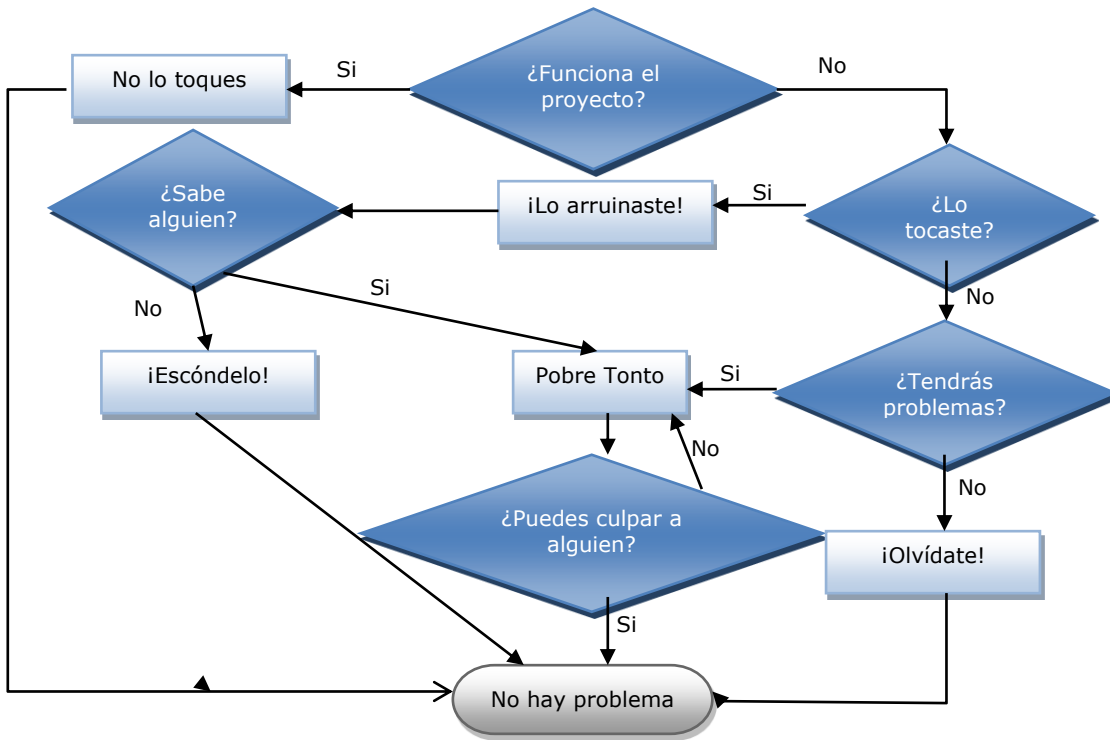 ¿Funciona el
proyecto?
Si
No
No lo toques
¿Sabe
alguien?
¡Lo arruinaste!
Si
¿Lo
tocaste?
No
Si
No
¡Escóndelo!
Pobre Tonto
Si
¿Tendrás
problemas?
No
No
¿Puedes culpar a
alguien?
¡Olvídate!
Si
No hay problema